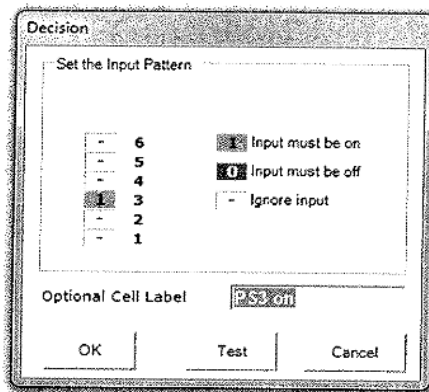 Decision
Set the Input Pattern
- 6
- 5
- 4
1 3
- 2
- 1
1 Input must be on
0 Input must be off
- Ignore input
Optional Cell Label PS3 on
OK Test Cancel